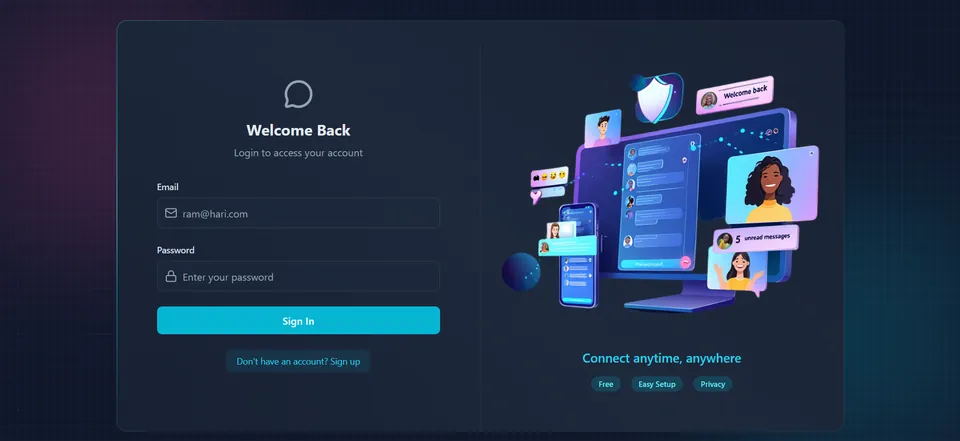 Welcome Back
Login to access your account
Email
ram@hari.com
Password
Enter your password
Sign In
Don't have an account? Sign up
Welcome back
5 unread messages
Connect anytime, anywhere
Free
Easy Setup
Privacy